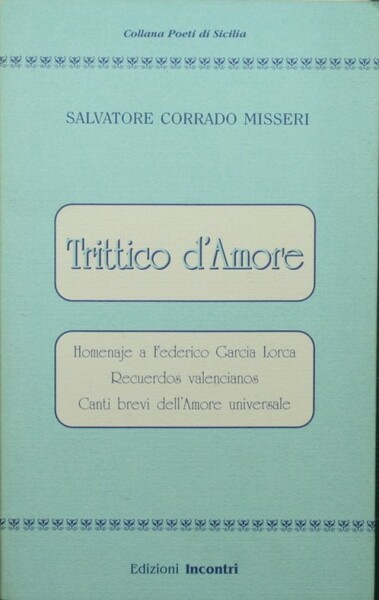 Collana Poeti di Sicilia
SALVATORE CORRADO MISSERI
Trittico d'Amore
Homenaje a Federico Garcia Lorca
Recuerdos valencianos
Canti brevi dell'Amore universale
Edizioni Incontri